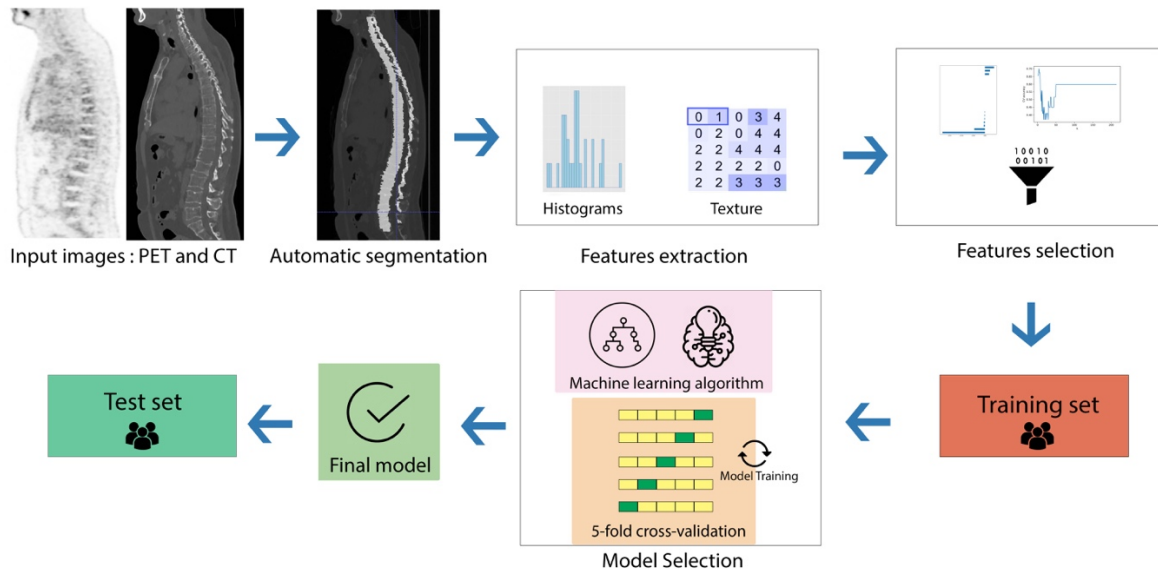 Input images : PET and CT
Automatic segmentation
Histograms
0 1 0 3 4
0 2 0 4 4
2 2 4 4 4
2 2 2 2 0
2 2 3 3 3
Texture
Features extraction
10010
00101
Features selection
Training set
Machine learning algorithm
Model Training
5-fold cross-validation
Model Selection
Final model
Test set